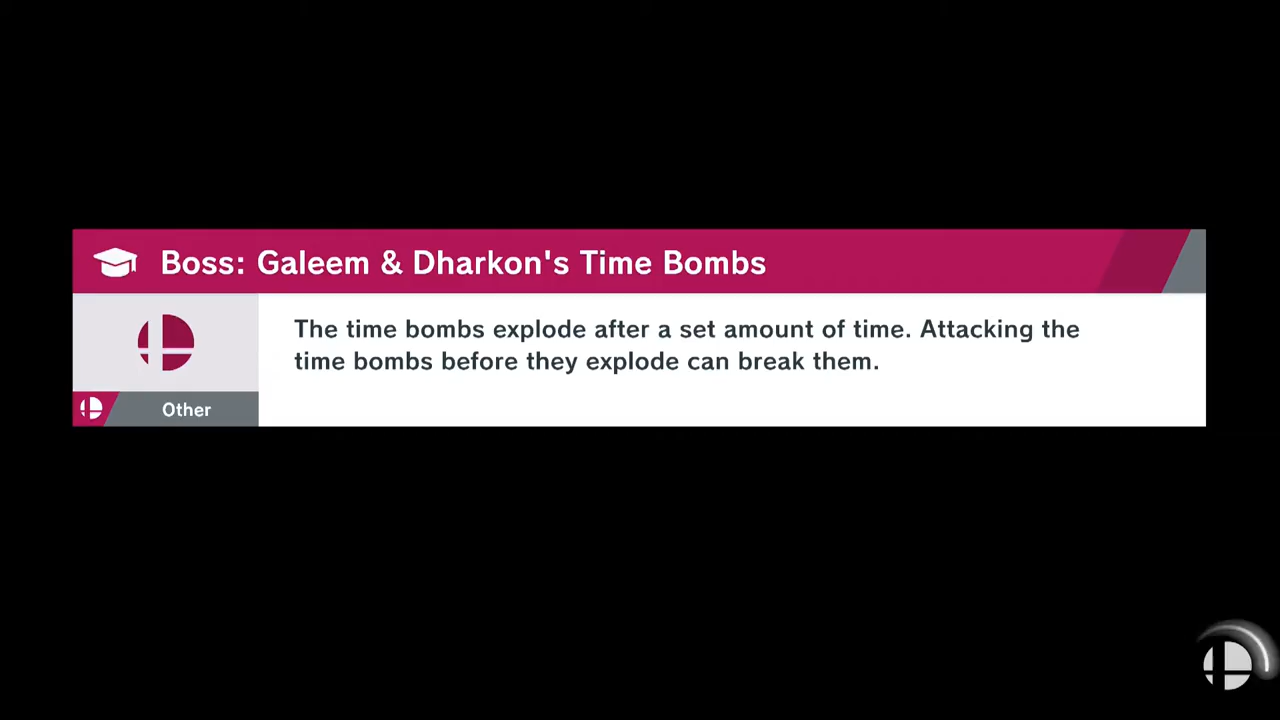 Boss: Galeem & Dharkon's Time Bombs
The time bombs explode after a set amount of time. Attacking the
time bombs before they explode can break them.
Other